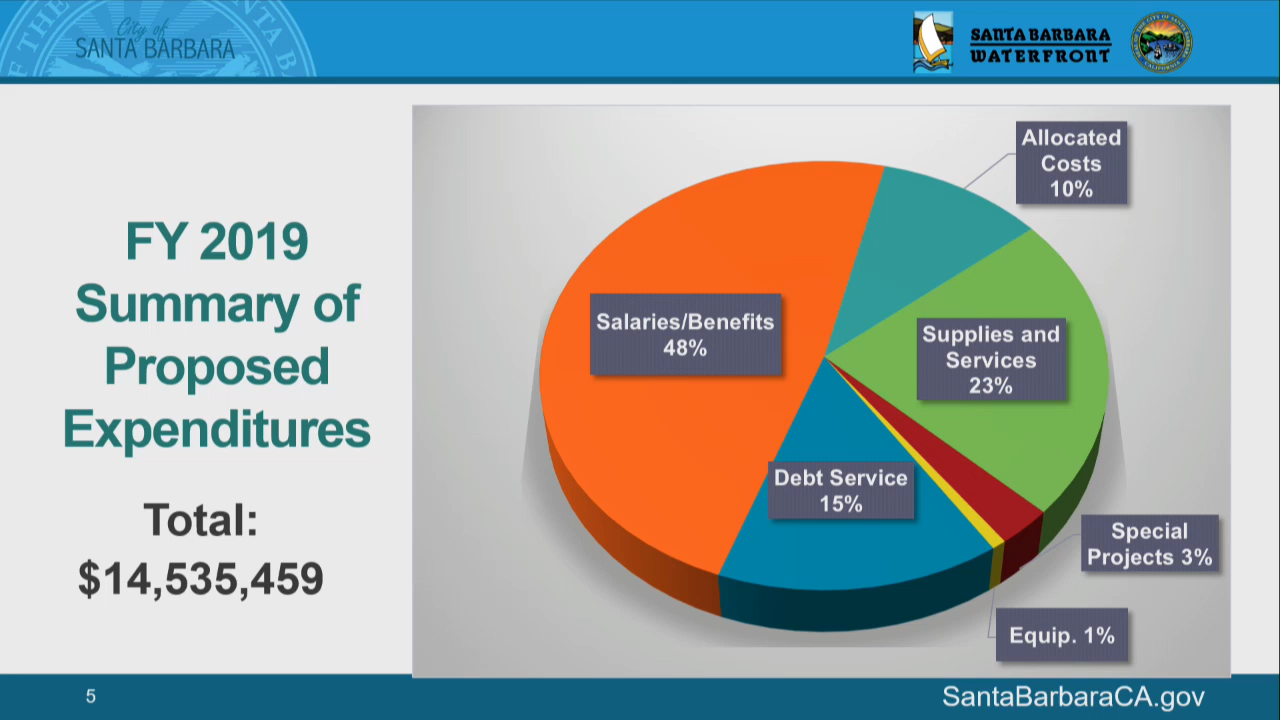 City of
SANTA BARBARA
SANTA BARBARA
WATERFRONT
FY 2019
Summary of
Proposed
Expenditures
Total:
$14,535,459
Allocated
Costs
10%
Salaries/Benefits
48%
Supplies and
Services
23%
Debt Service
15%
Special
Projects 3%
Equip. 1%
5
SantaBarbaraCA.gov